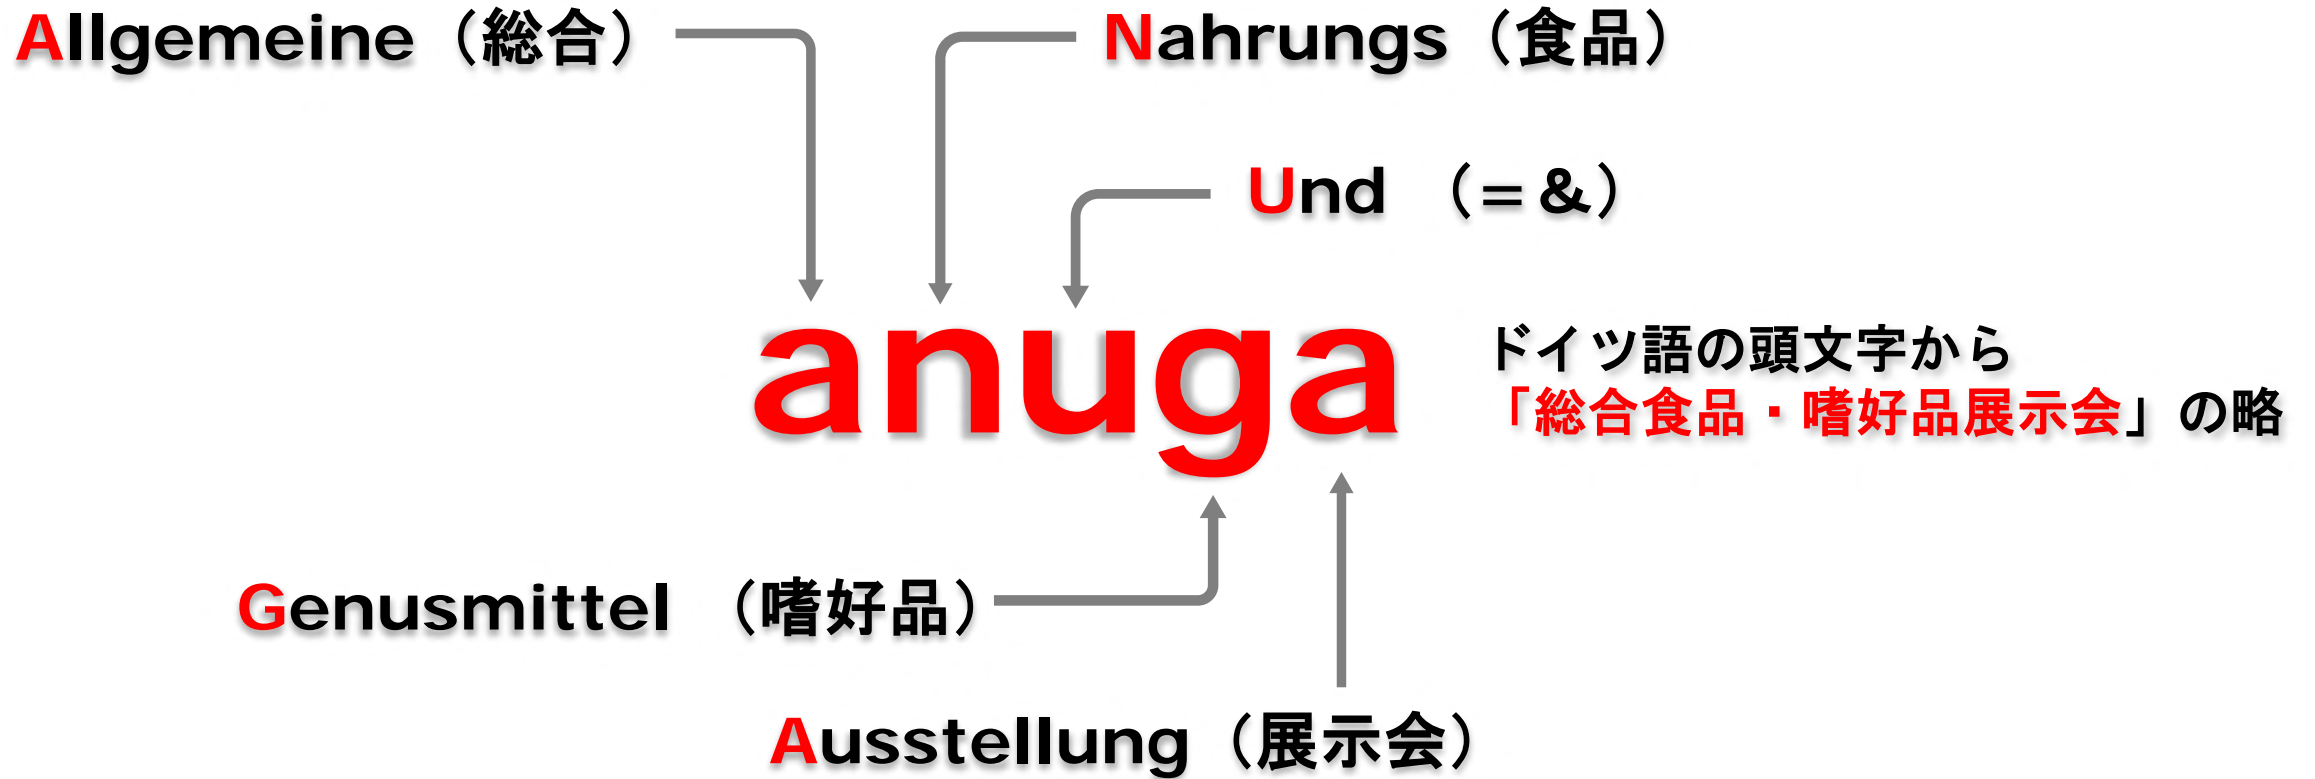 Allgemeine（総合）
Nahrungs（食品）
Und （＝&）
anuga
ドイツ語の頭文字から
「総合食品・嗜好品展示会」の略
Genusmittel （嗜好品）
Ausstellung（展示会）